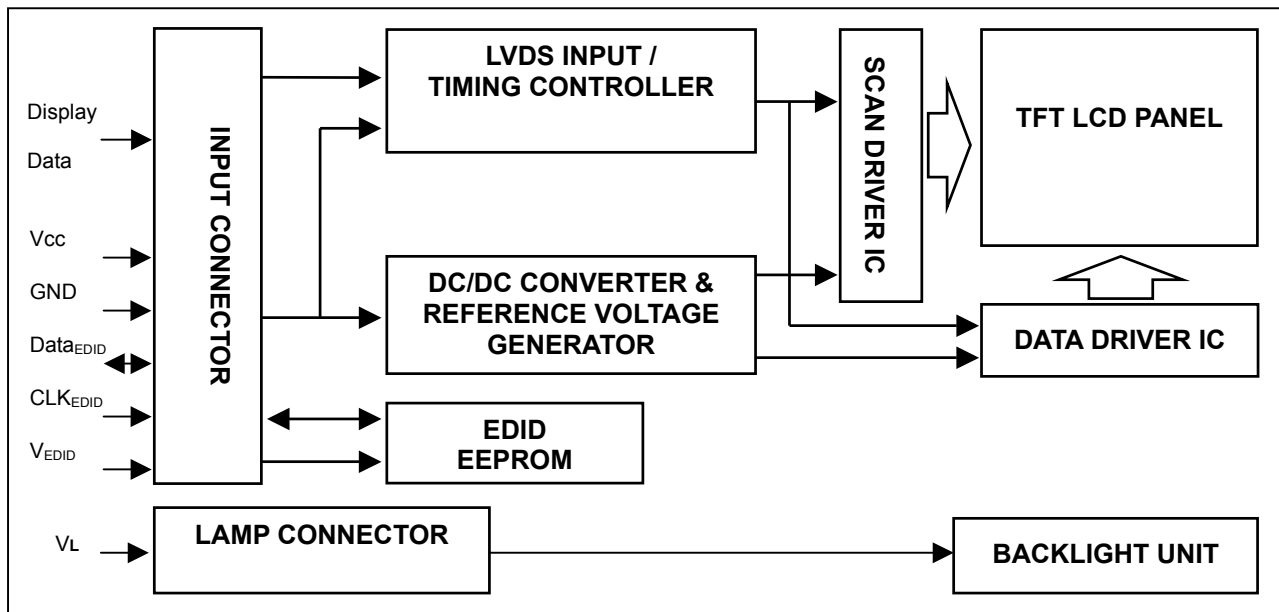 Display
Data
Vcc
GND
DataEDID
CLKEDID
VEDID
VL
INPUT CONNECTOR
LVDS INPUT /
TIMING CONTROLLER
DC/DC CONVERTER &
REFERENCE VOLTAGE
GENERATOR
EDID
EEPROM
LAMP CONNECTOR
SCAN DRIVER IC
TFT LCD PANEL
DATA DRIVER IC
BACKLIGHT UNIT